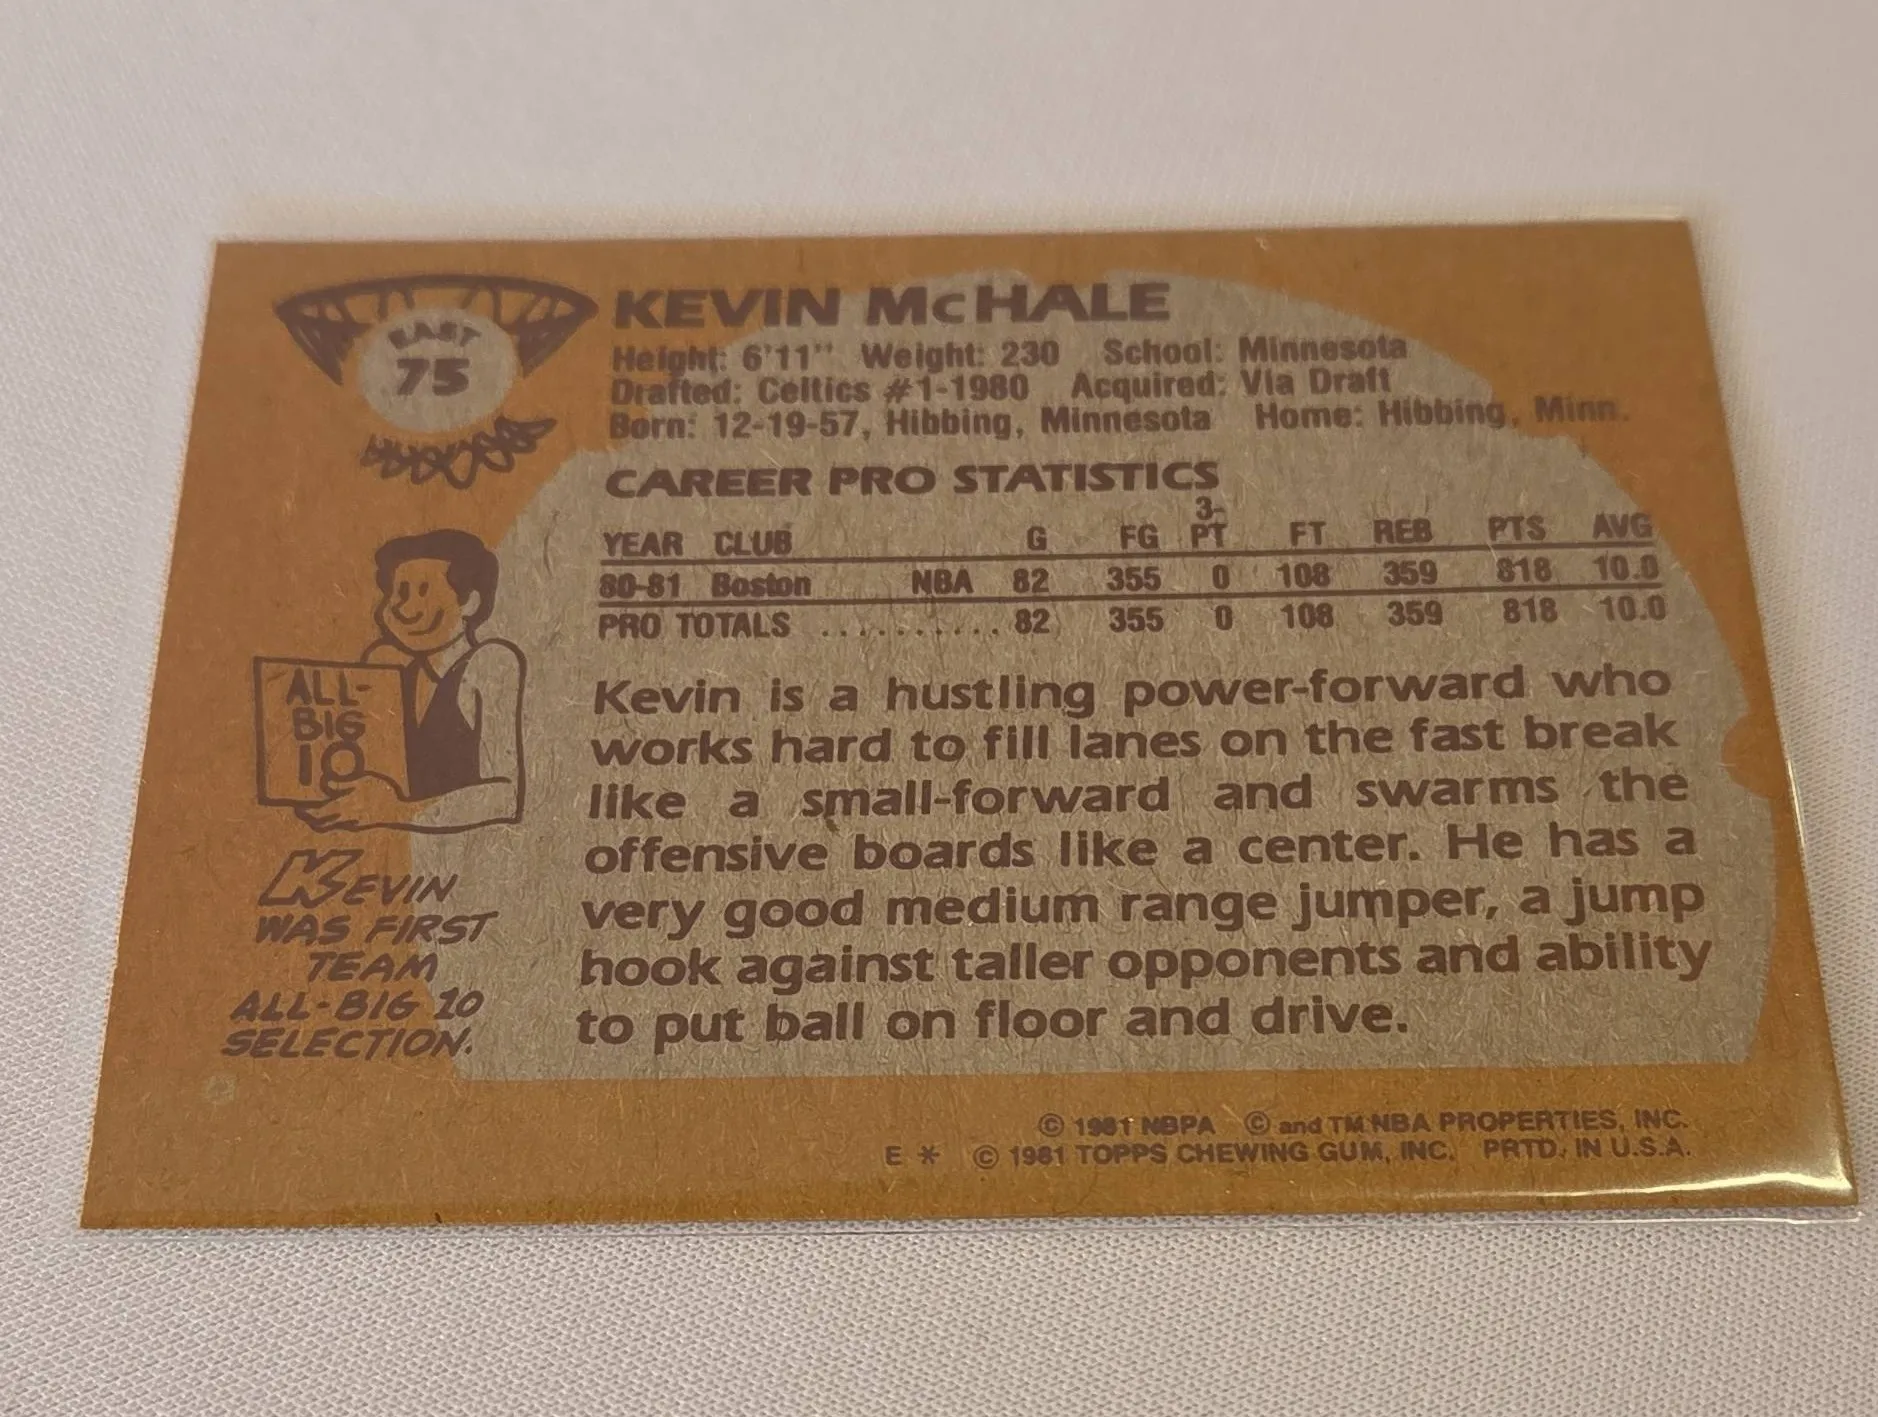 EAST
75
KEVIN McHALE
Height: 6'11" Weight: 230 School: Minnesota
Drafted: Celtics #1-1980 Acquired: Via Draft
Born: 12-19-57, Hibbing, Minnesota Home: Hibbing, Minn.
CAREER PRO STATISTICS
YEAR CLUB G FG 3-PT FT REB PTS AVG
80-81 Boston NBA 82 355 0 108 359 818 10.0
PRO TOTALS .......... 82 355 0 108 359 818 10.0
Kevin is a hustling power-forward who
works hard to fill lanes on the fast break
like a small-forward and swarms the
offensive boards like a center. He has a
very good medium range jumper, a jump
hook against taller opponents and ability
to put ball on floor and drive.
ALL-
BIG
10
KEVIN
WAS FIRST
TEAM
ALL-BIG 10
SELECTION.
© 1981 NBPA © and TM NBA PROPERTIES, INC.
E * © 1981 TOPPS CHEWING GUM, INC. PRTD. IN U.S.A.